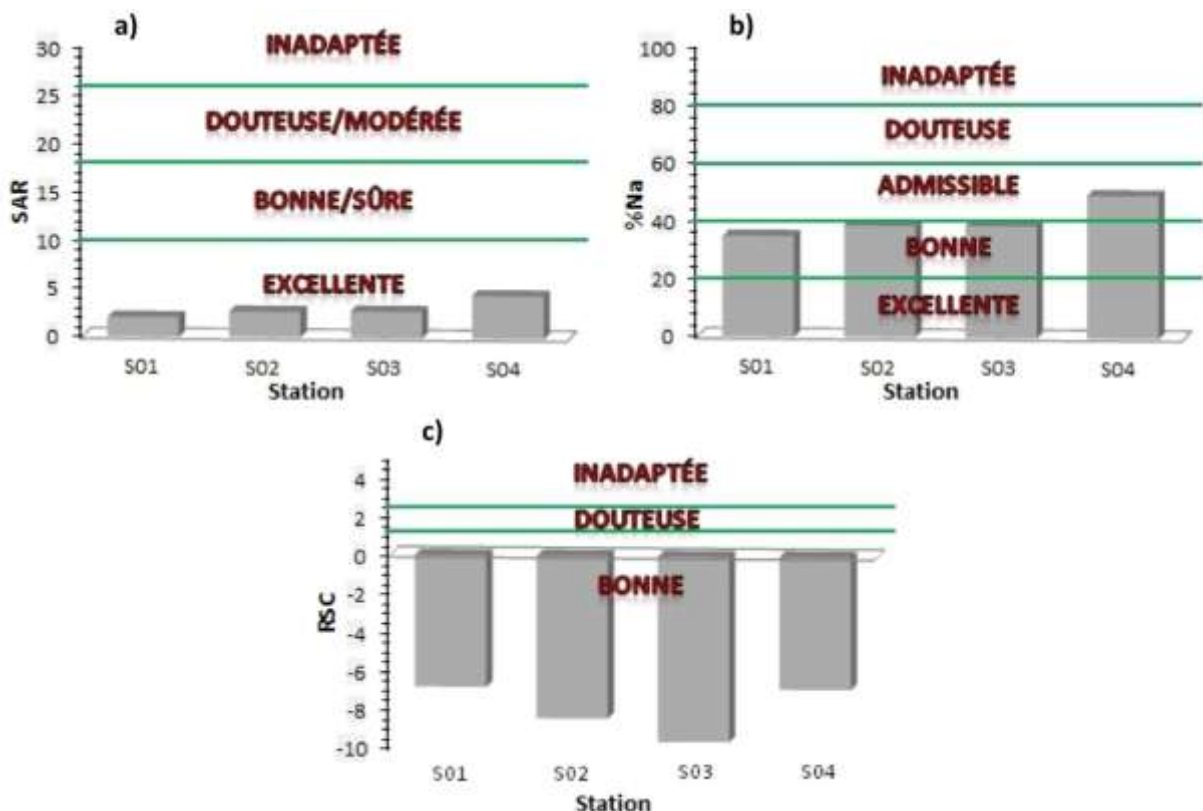 a)
INADAPTÉE
DOUTEUSE/MODÉRÉE
BONNE/SÛRE
EXCELLENTE
30
25
20
15
10
5
0
SAR
S01 S02 S03 S04
Station
b)
INADAPTÉE
DOUTEUSE
ADMISSIBLE
BONNE
EXCELLENTE
100
80
60
40
20
0
%Na
S01 S02 S03 S04
Station
c)
INADAPTÉE
DOUTEUSE
BONNE
4
2
0
-2
-4
-6
-8
-10
RSC
S01 S02 S03 S04
Station